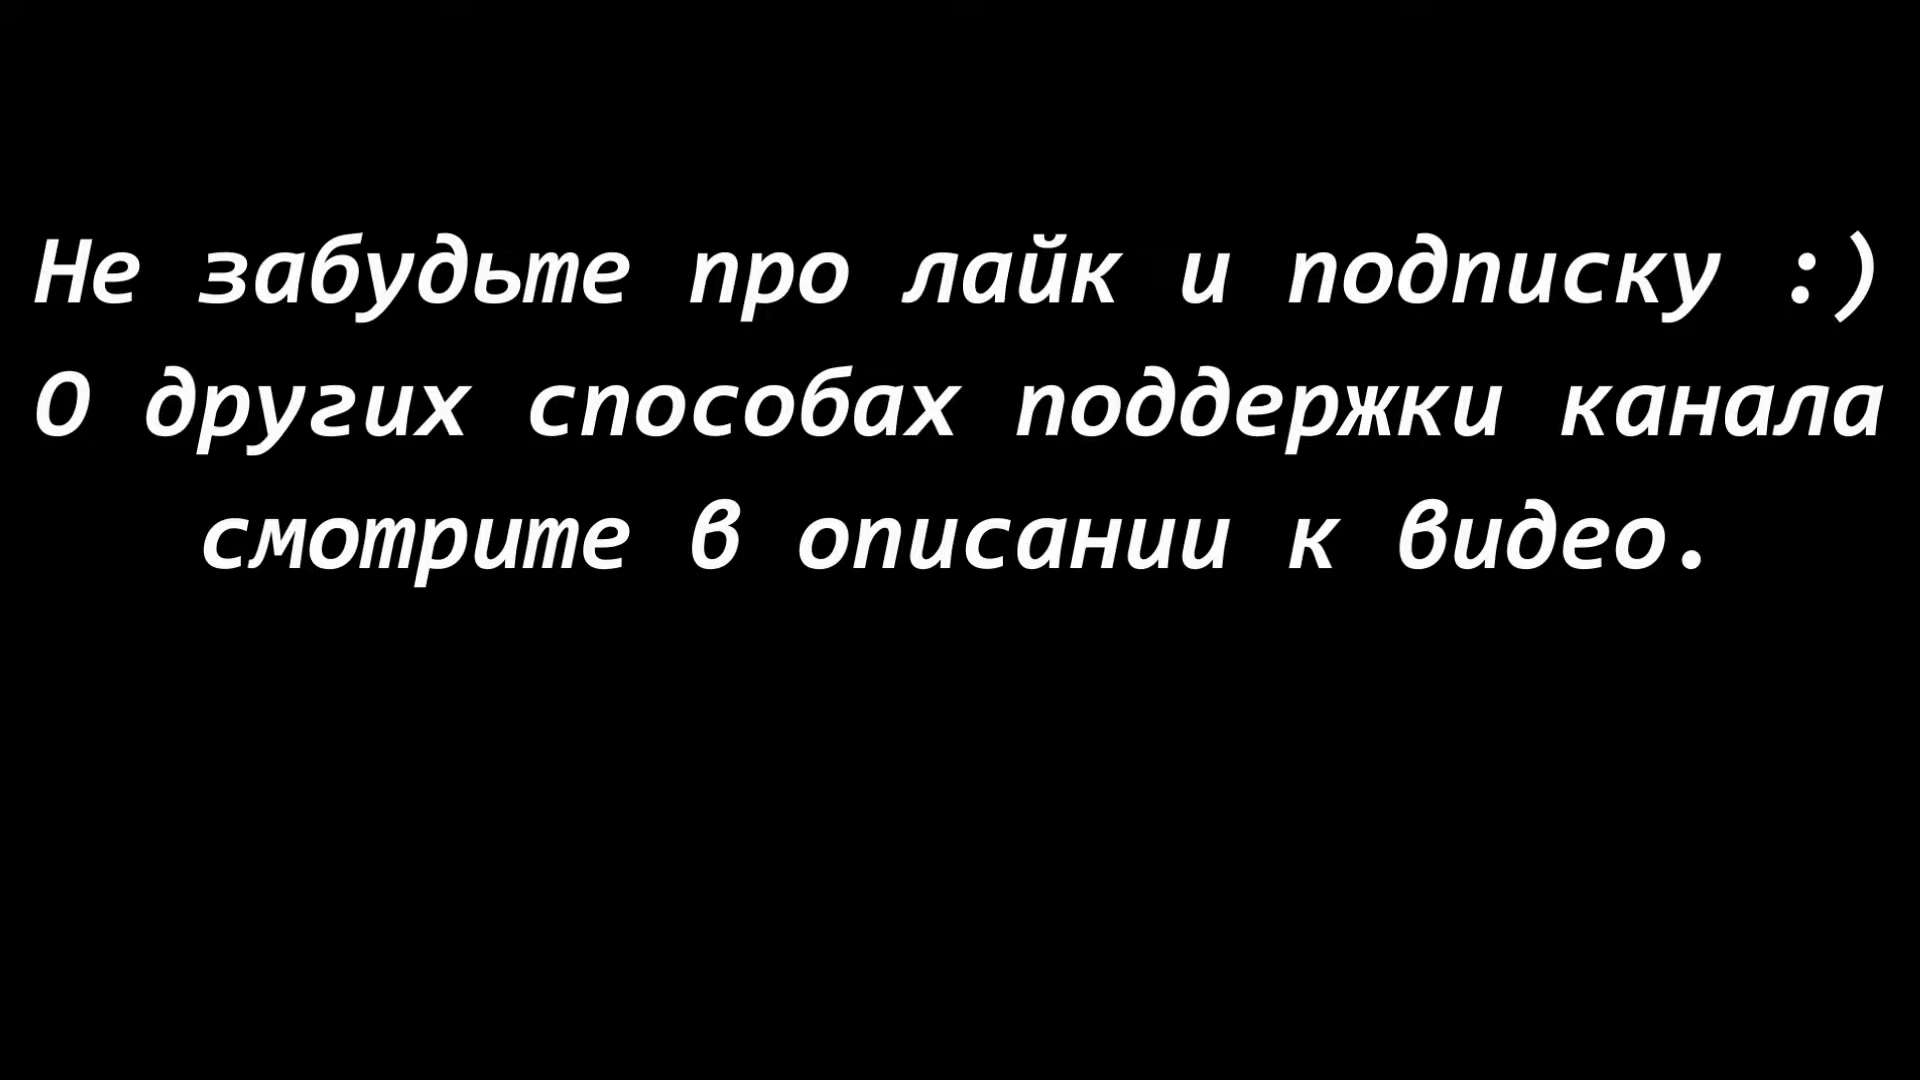 Не забудьте про лайк и подписку :)
О других способах поддержки канала
смотрите в описании к видео.